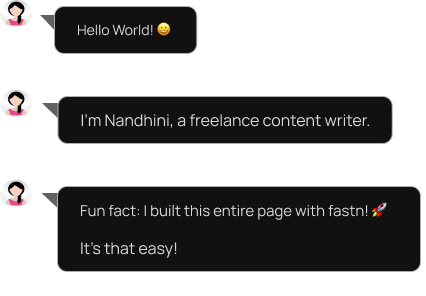 Hello World! 😀
I'm Nandhini, a freelance content writer.
Fun fact: I built this entire page with fastn! 🚀
It's that easy!